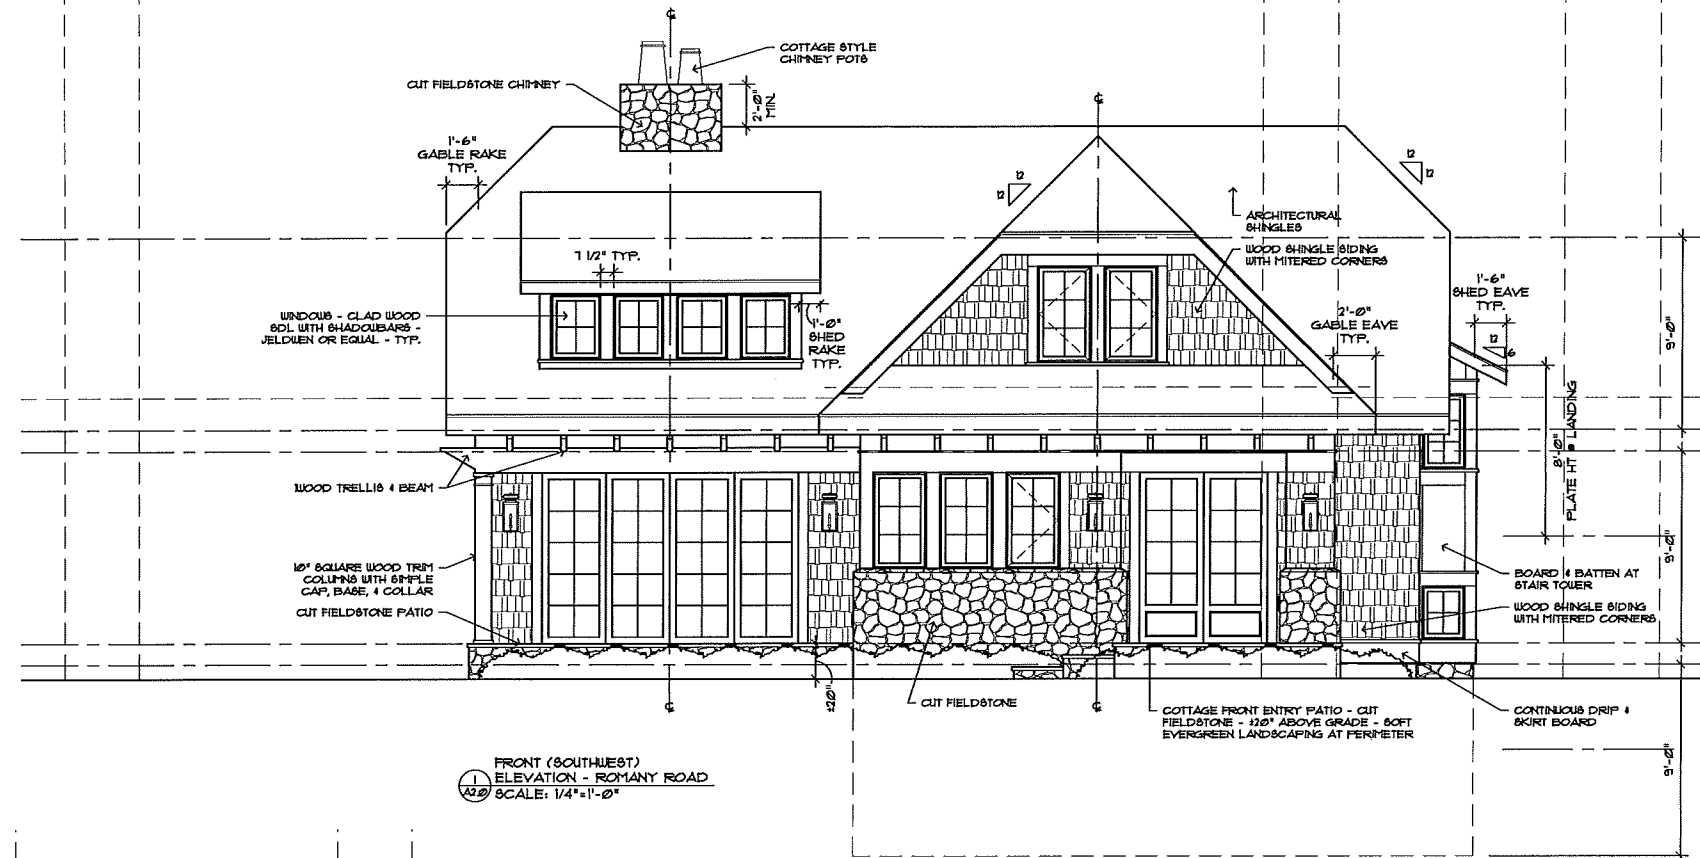 ℄
COTTAGE STYLE
CHIMNEY POTS
CUT FIELDSTONE CHIMNEY
2'-0"
MIN.
℄
1'-6"
GABLE RAKE
TYP.
12
12
12
12
ARCHITECTURAL
SHINGLES
WOOD SHINGLE SIDING
WITH MITERED CORNERS
7 1/2" TYP.
1'-6"
SHED EAVE
TYP.
WINDOWS - CLAD WOOD
SDL WITH SHADOWBARS -
JELDWEN OR EQUAL - TYP.
1'-0"
SHED
RAKE
TYP.
2'-0"
GABLE EAVE
TYP.
12
6
9'-0"
8'-0"
PLATE HT @ LANDING
WOOD TRELLIS & BEAM
9'-0"
10" SQUARE WOOD TRIM
COLUMNS WITH SIMPLE
CAP, BASE, & COLLAR
CUT FIELDSTONE PATIO
BOARD & BATTEN AT
STAIR TOWER
WOOD SHINGLE SIDING
WITH MITERED CORNERS
±20"
℄
CUT FIELDSTONE
℄
COTTAGE FRONT ENTRY PATIO - CUT
FIELDSTONE - ±20" ABOVE GRADE - SOFT
EVERGREEN LANDSCAPING AT PERIMETER
CONTINUOUS DRIP &
SKIRT BOARD
9'-0"
1
A2.0
FRONT (SOUTHWEST)
ELEVATION - ROMANY ROAD
SCALE: 1/4"=1'-0"